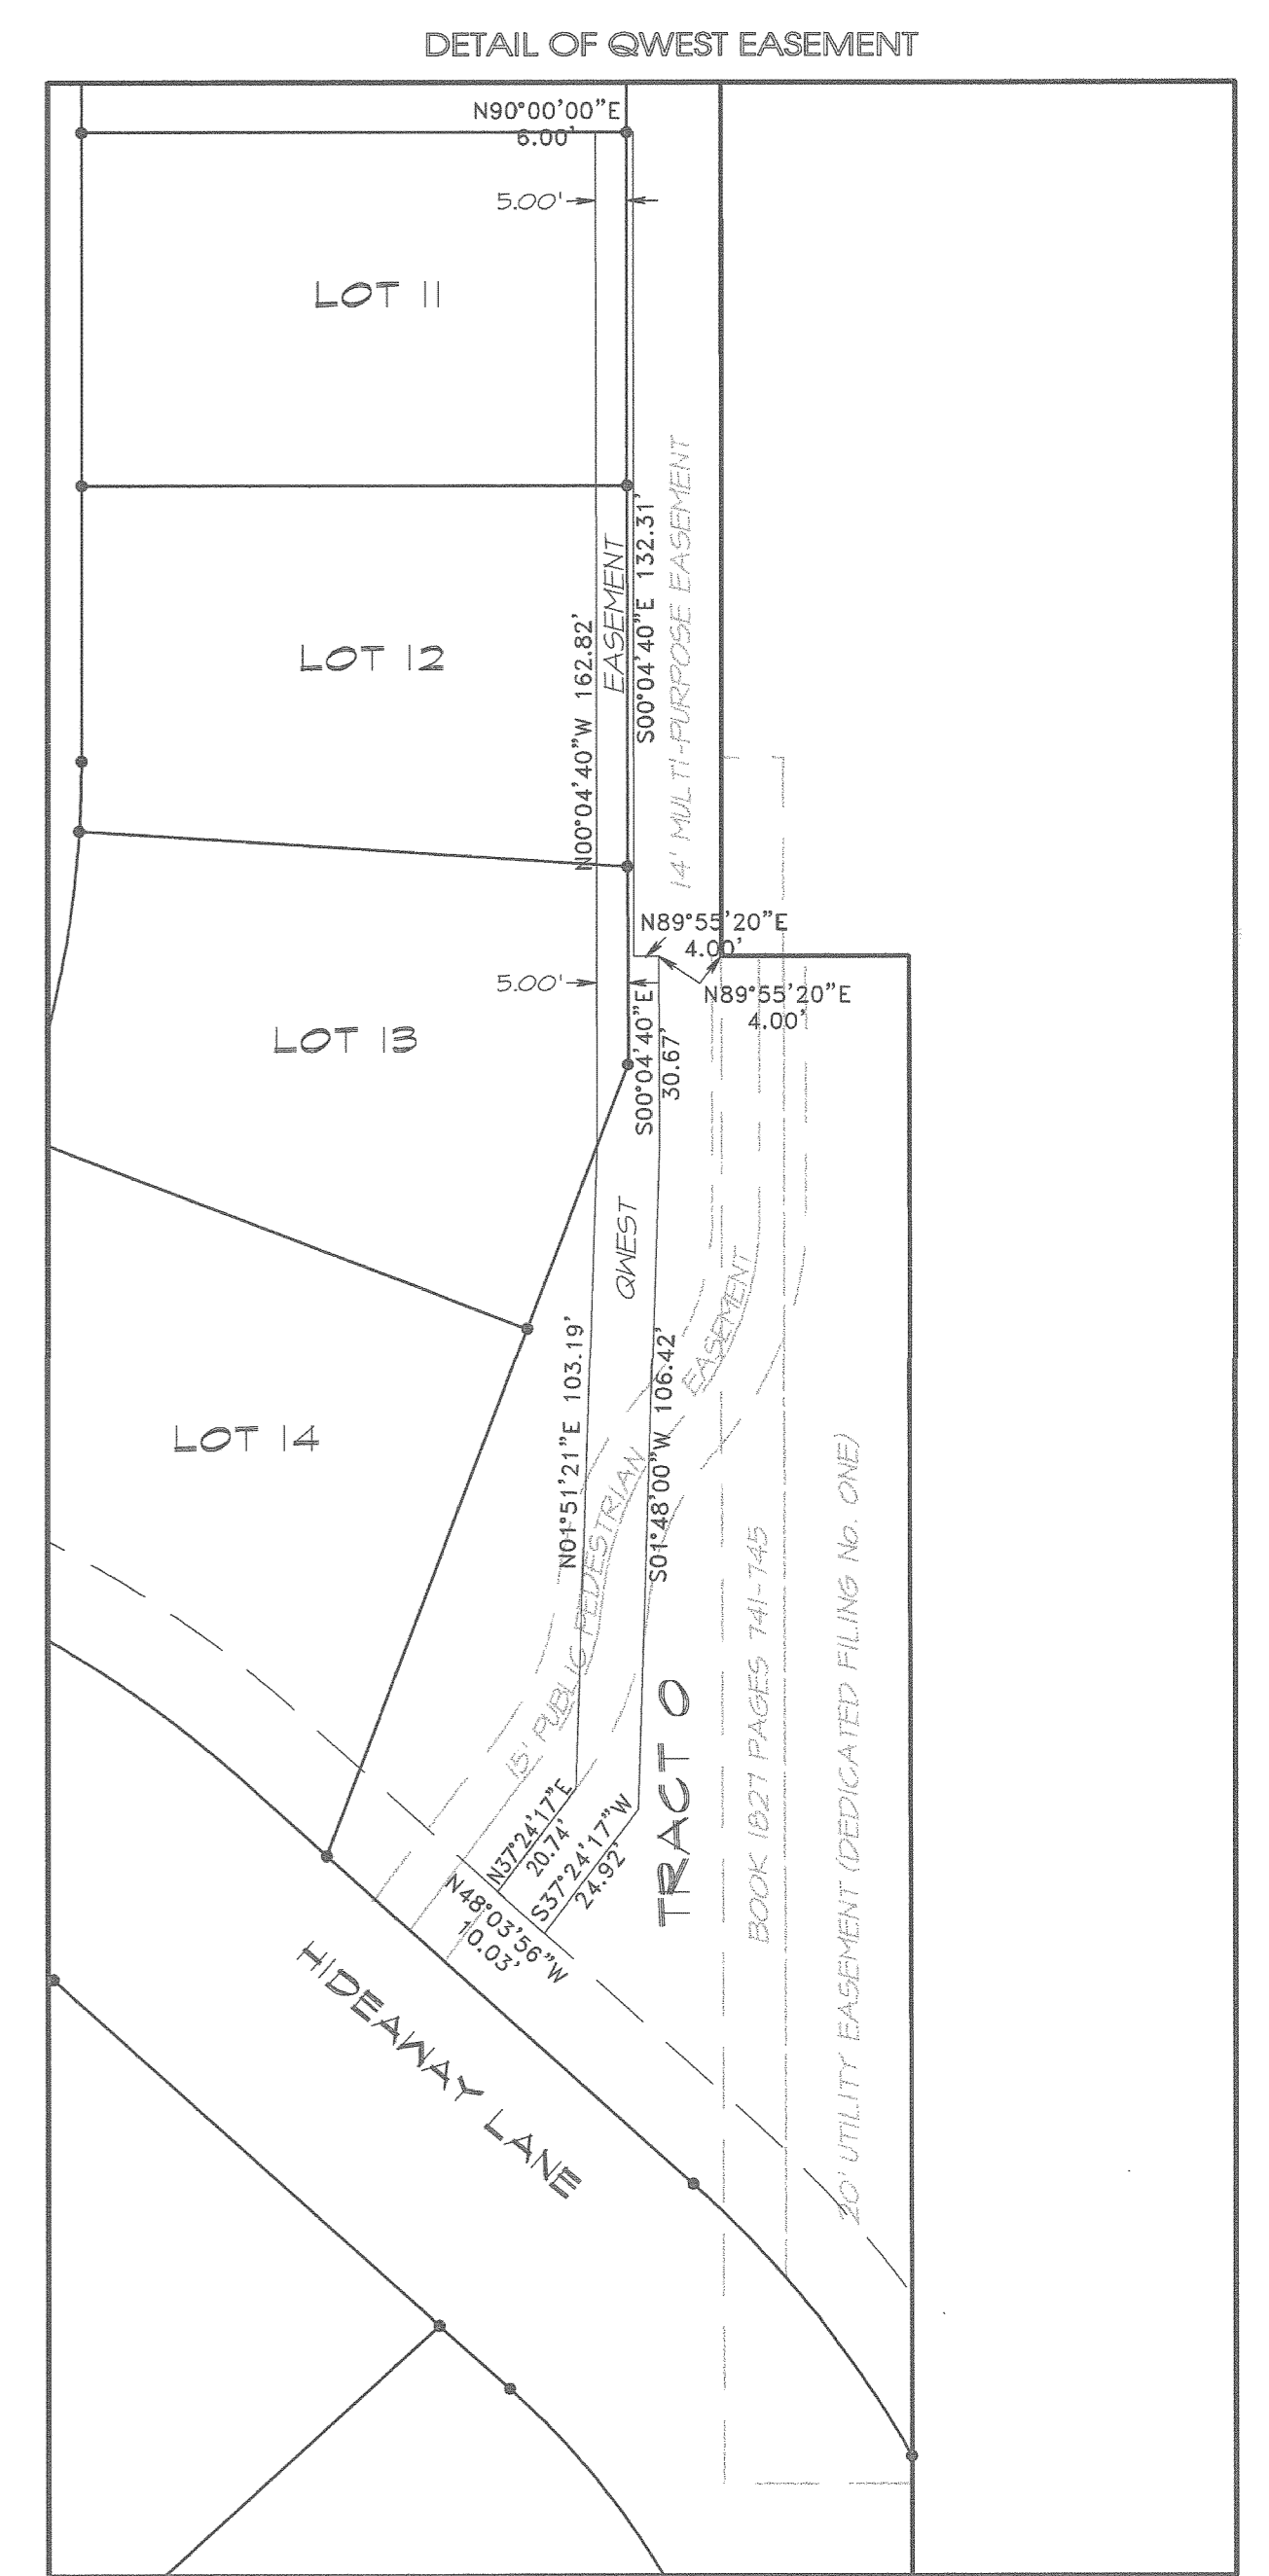 DETAIL OF QWEST EASEMENT
N90°00'00"E
6.00'
5.00'
LOT 11
EASEMENT
S00°04'40"E 132.31'
14' MULTI-PURPOSE EASEMENT
N00°04'40"W 162.82'
LOT 12
N89°55'20"E
4.00'
5.00'
N89°55'20"E
4.00'
S00°04'40"E
30.67'
LOT 13
QWEST
N01°51'21"E 103.19'
S01°48'00"W 106.42'
15' PUBLIC PEDESTRIAN EASEMENT
LOT 14
TRACT O
BOOK 1827 PAGES 741-745
20' UTILITY EASEMENT (DEDICATED FILING No. ONE)
N37°24'17"E
20.74'
S37°24'17"W
24.92'
N48°03'56"W
10.03'
HIDEAWAY LANE